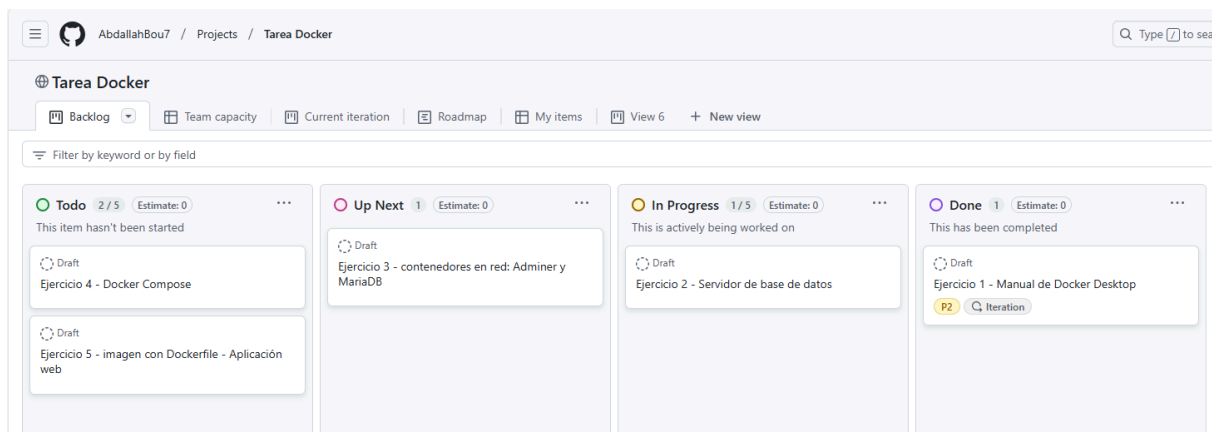 AbdallahBou7 / Projects / Tarea Docker
Type / to sea
Tarea Docker
Backlog
Team capacity
Current iteration
Roadmap
My items
View 6
+ New view
Filter by keyword or by field
Todo 2 / 5 Estimate: 0 ...
This item hasn't been started
Draft
Ejercicio 4 - Docker Compose
Draft
Ejercicio 5 - imagen con Dockerfile - Aplicación
web
Up Next 1 Estimate: 0 ...
Draft
Ejercicio 3 - contenedores en red: Adminer y
MariaDB
In Progress 1 / 5 Estimate: 0 ...
This is actively being worked on
Draft
Ejercicio 2 - Servidor de base de datos
Done 1 Estimate: 0 ...
This has been completed
Draft
Ejercicio 1 - Manual de Docker Desktop
P2 Iteration